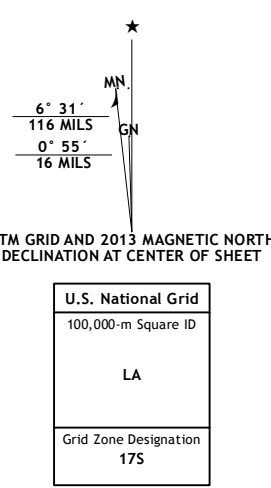 ★
MN
6° 31´
116 MILS
GN
0° 55´
16 MILS
TM GRID AND 2013 MAGNETIC NORTH
DECLINATION AT CENTER OF SHEET
U.S. National Grid
100,000-m Square ID
LA
Grid Zone Designation
17S